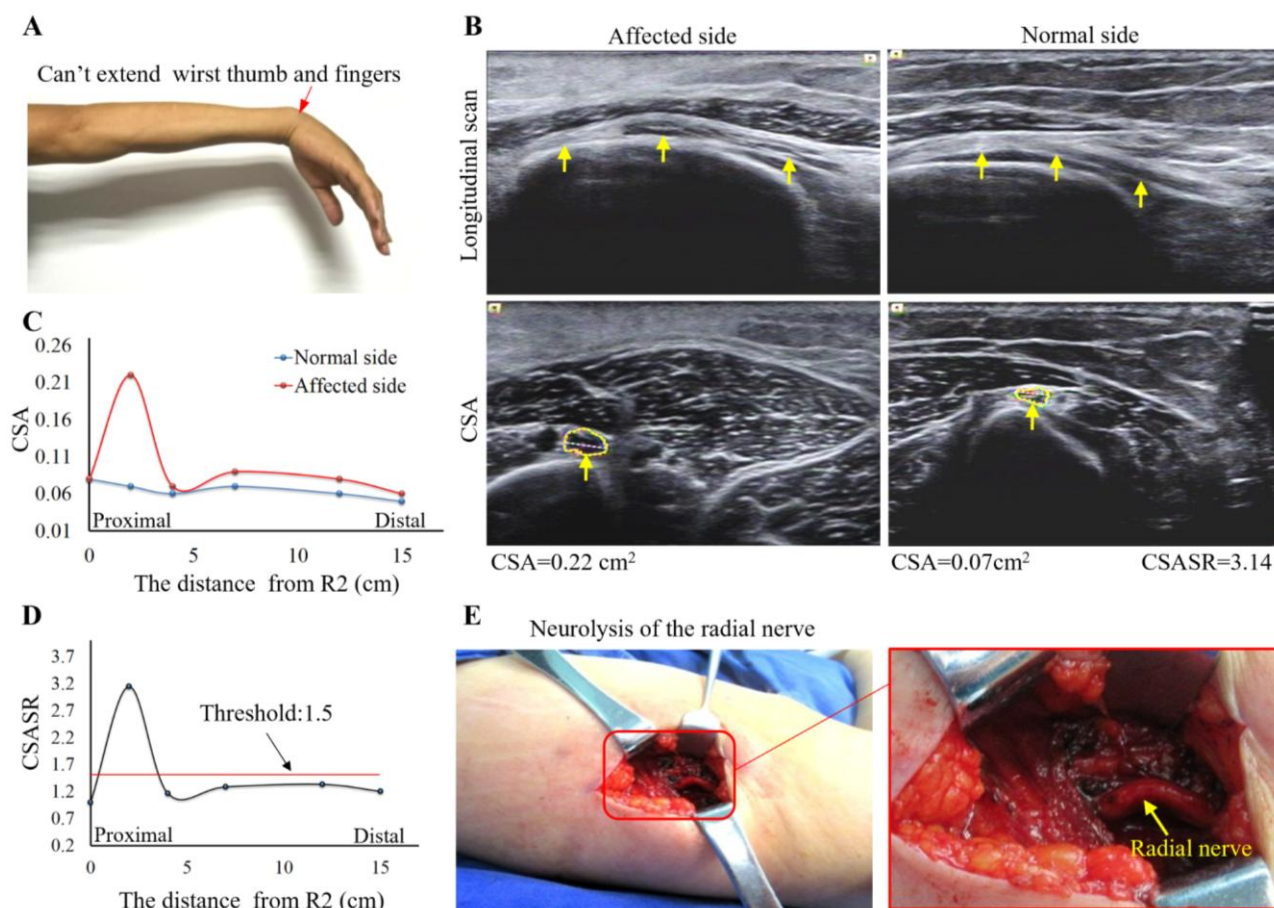 A
Can't extend wirst thumb and fingers
B
Affected side
Normal side
Longitudinal scan
CSA
CSA=0.22 cm²
CSA=0.07cm²
CSASR=3.14
C
0.26
0.21
0.16
0.11
0.06
0.01
CSA
Normal side
Affected side
Proximal
Distal
0
5
10
15
The distance from R2 (cm)
D
3.7
3.2
2.7
2.2
1.7
1.2
0.7
0.2
CSASR
Threshold:1.5
Proximal
Distal
0
5
10
15
The distance from R2 (cm)
E
Neurolysis of the radial nerve
Radial nerve